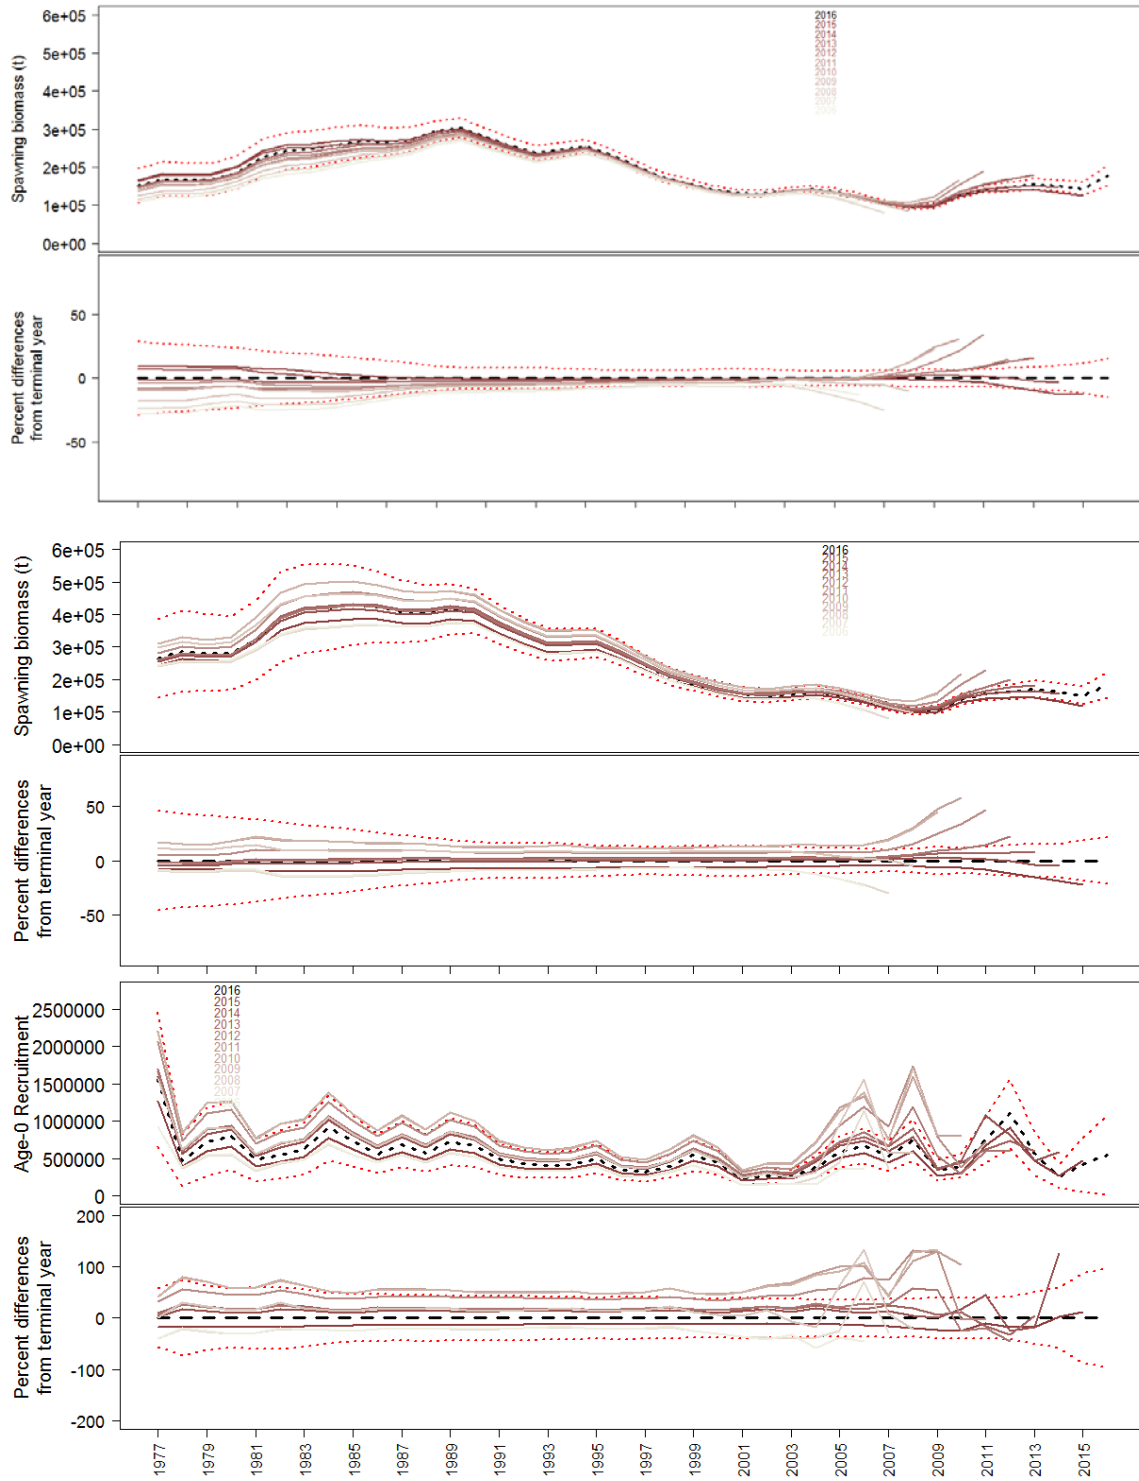 6e+05
5e+05
4e+05
3e+05
2e+05
1e+05
0e+00
Spawning biomass (t)
2016
2015
2014
2013
2012
2011
2010
2009
2008
2007
2006
50
0
-50
Percent differences
from terminal year
6e+05
5e+05
4e+05
3e+05
2e+05
1e+05
0e+00
Spawning biomass (t)
2016
2015
2014
2013
2012
2011
2010
2009
2008
2007
2006
50
0
-50
Percent differences
from terminal year
2500000
2000000
1500000
1000000
500000
0
Age-0 Recruitment
2016
2015
2014
2013
2012
2011
2010
2009
2008
2007
200
100
0
-100
-200
Percent differences
from terminal year
1977 1979 1981 1983 1985 1987 1989 1991 1993 1995 1997 1999 2001 2003 2005 2007 2009 2011 2013 2015